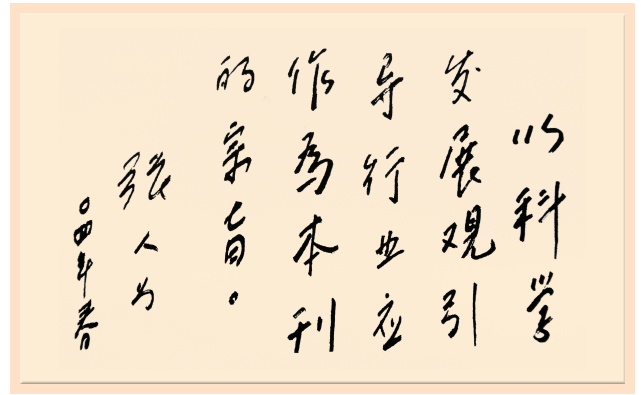 以科学
发展观引
导行业应
作为本刊
的宗旨。
张人为
〇四年春